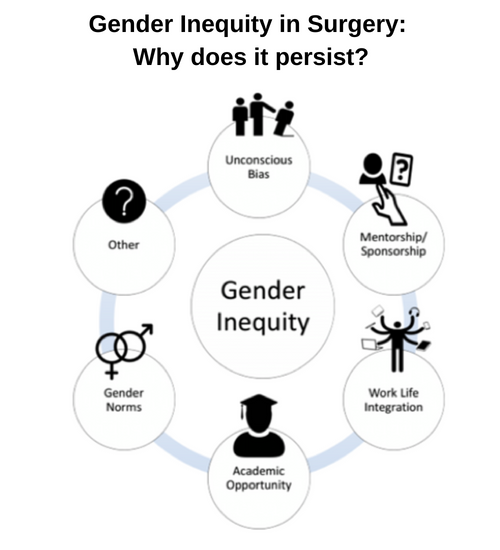 Gender Inequity in Surgery:
Why does it persist?
Unconscious
Bias
?
Mentorship/
Sponsorship
?
Other
Gender
Inequity
Work Life
Integration
Gender
Norms
Academic
Opportunity